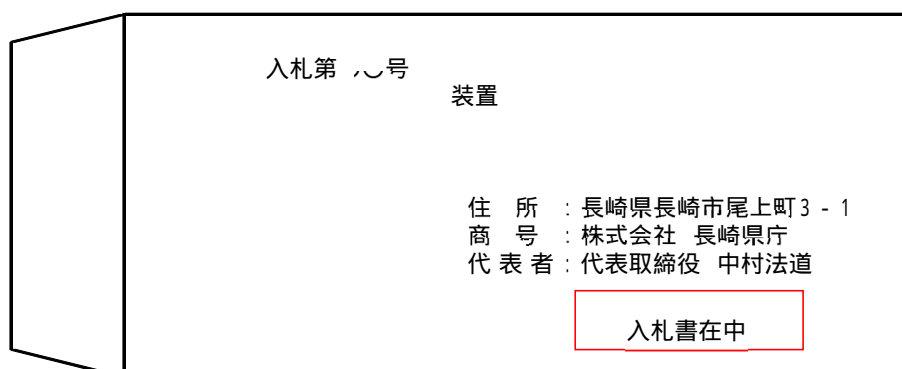 入札第 号
装置
住 所 : 長崎県長崎市尾上町3 - 1
商 号 : 株式会社 長崎県庁
代 表 者 : 代表取締役 中村法道
入札書在中